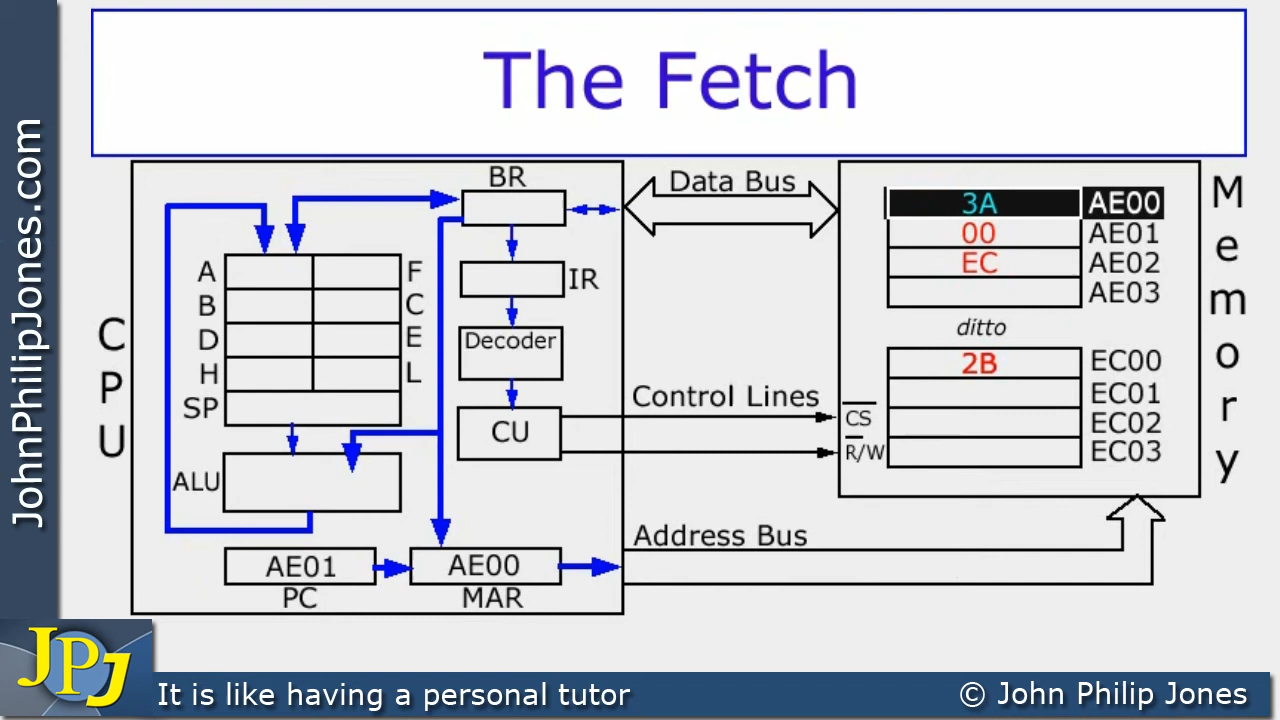 The Fetch
JohnPhilipJones.com
CPU
BR
IR
Decoder
CU
A F
B C
D E
H L
SP
ALU
AE01
PC
AE00
MAR
Data Bus
Control Lines
Address Bus
CS
R/W
3A AE00
00 AE01
EC AE02
AE03
ditto
2B EC00
EC01
EC02
EC03
Memory
JPJ
It is like having a personal tutor
© John Philip Jones